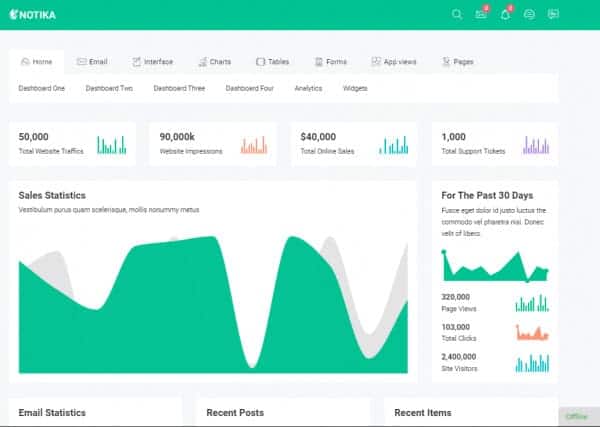 NOTIKA
Home
Email
Interface
Charts
Tables
Forms
App views
Pages
Dashboard One
Dashboard Two
Dashboard Three
Dashboard Four
Analytics
Widgets
50,000
Total Website Traffics
90,000k
Website Impressions
$40,000
Total Online Sales
1,000
Total Support Tickets
Sales Statistics
Vestibulum purus quam scelerisque, mollis nonummy metus
For The Past 30 Days
Fusce eget dolor id justo luctus the
commodo vel pharetra nisi. Donec
velit of libero.
320,000
Page Views
103,000
Total Clicks
2,400,000
Site Visitors
Email Statistics
Recent Posts
Recent Items
Offline